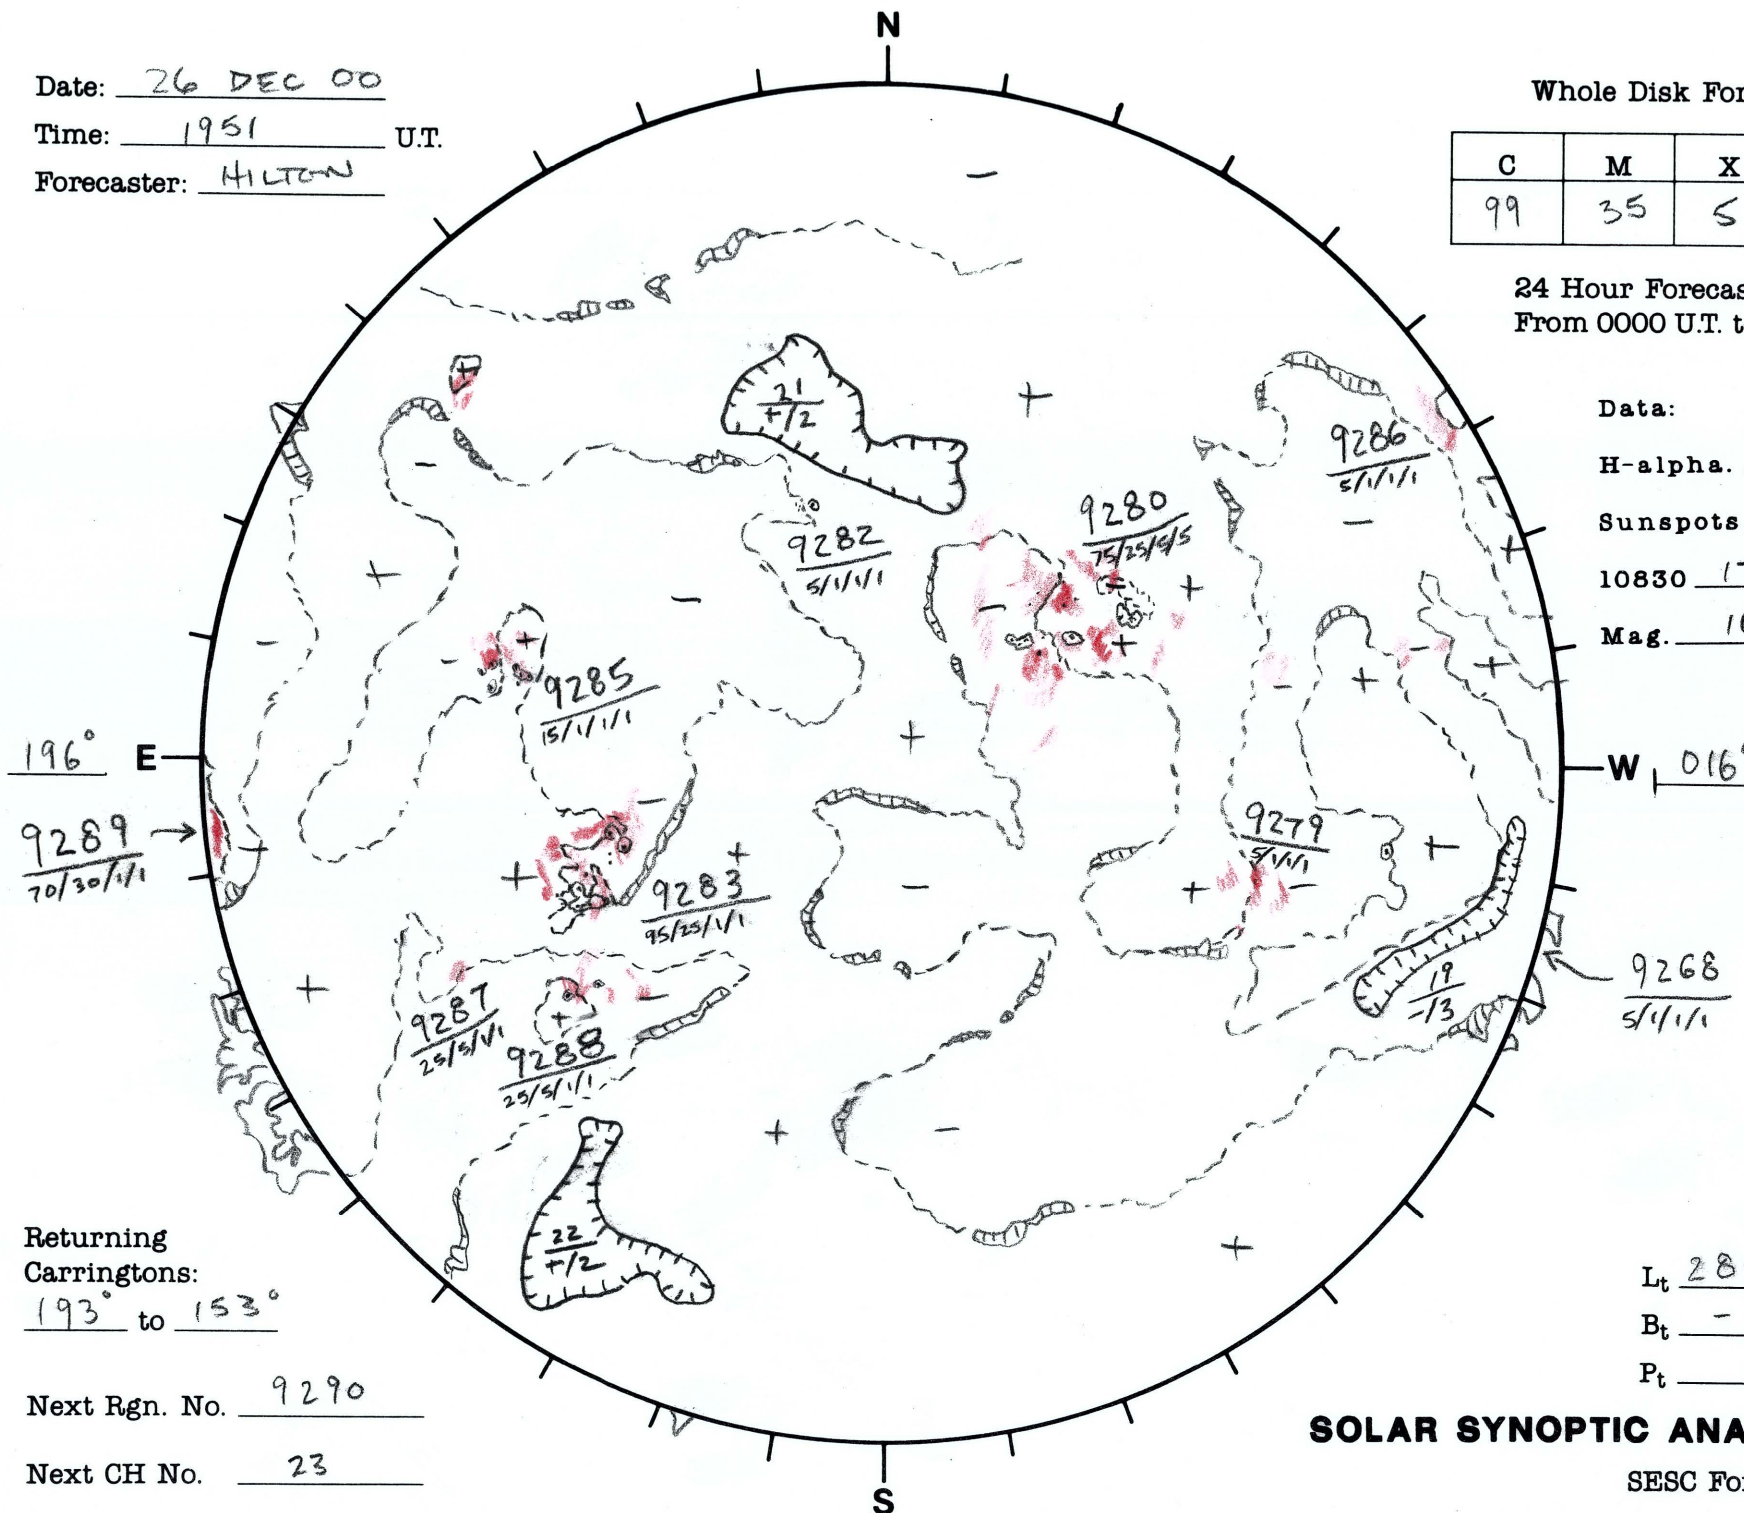 N
Date: 26 DEC 00
Time: 1951 U.T.
Forecaster: HILTON
Whole Disk For
C M X
99 35 5
24 Hour Forecas
From 0000 U.T. t
Data:
H-alpha.
Sunspots
10830
Mag.
21
+/2
9286
5/1/1/1
9280
75/25/5/5
9282
5/1/1/1
9285
15/1/1/1
196° E
W 016°
9289
70/30/1/1
9279
5/1/1/1
9283
95/25/1/1
9268
5/1/1/1
19
-/3
9287
25/5/1/1
9288
25/5/1/1
22
+/2
Returning
Carringtons:
193° to 153°
Next Rgn. No. 9290
Next CH No. 23
Lt 28
Bt -
Pt
SOLAR SYNOPTIC ANA
SESC For
S